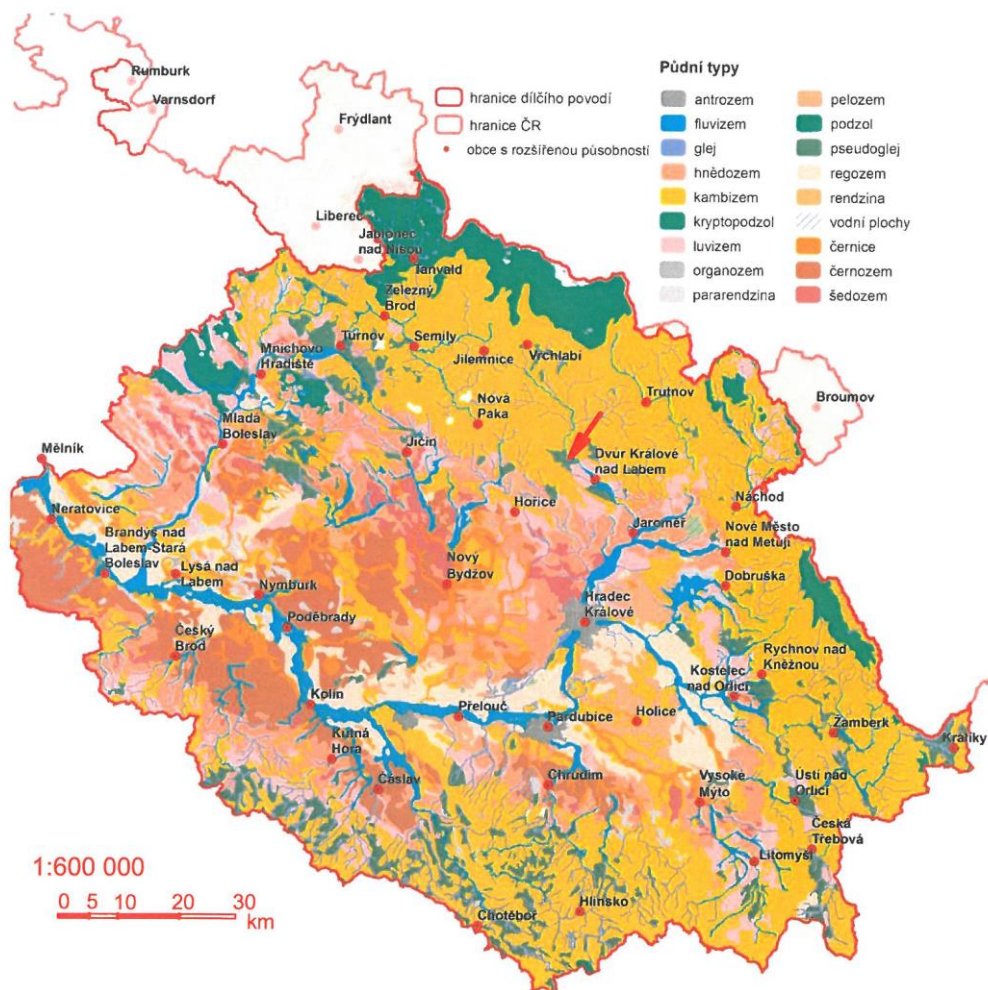 Rumburk
Varnsdorf
Frýdlant
Liberec
Jablonec
nad Nisou
Tanvald
Železný
Brod
Turnov
Semily
Mnichovo
Hradiště
Jilemnice
Vrchlabí
Trutnov
Broumov
Nová
Paka
Mladá
Boleslav
Jičín
Dvůr Králové
nad Labem
Mělník
Hořice
Náchod
Neratovice
Jaroměř
Nové Město
nad Metují
Brandýs nad
Labem-Stará
Boleslav
Lysá nad
Labem
Nový
Bydžov
Dobruška
Nymburk
Hradec
Králové
Poděbrady
Český
Brod
Rychnov nad
Kněžnou
Kostelec
nad Orlicí
Kolín
Přelouč
Pardubice
Holice
Žamberk
Králíky
Kutná
Hora
Čáslav
Chrudim
Vysoké
Mýto
Ústí nad
Orlicí
Česká
Třebová
Litomyšl
Hlinsko
Chotěboř
hranice dílčího povodí
hranice ČR
obce s rozšířenou působností
Půdní typy
antrozem
fluvizem
glej
hnědozem
kambizem
kryptopodzol
luvizem
organozem
pararendzina
pelozem
podzol
pseudoglej
regozem
rendzina
vodní plochy
černice
černozem
šedozem
1:600 000
0 5 10 20 30
km